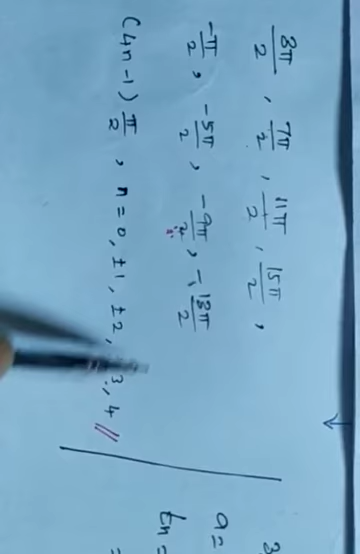 3π/2, 7π/2, 11π/2, 15π/2,
-π/2, -5π/2, -9π/2, -13π/2
(4n-1) π/2, n=0, ±1, ±2, 3, 4 //
3
a=
tn=
=